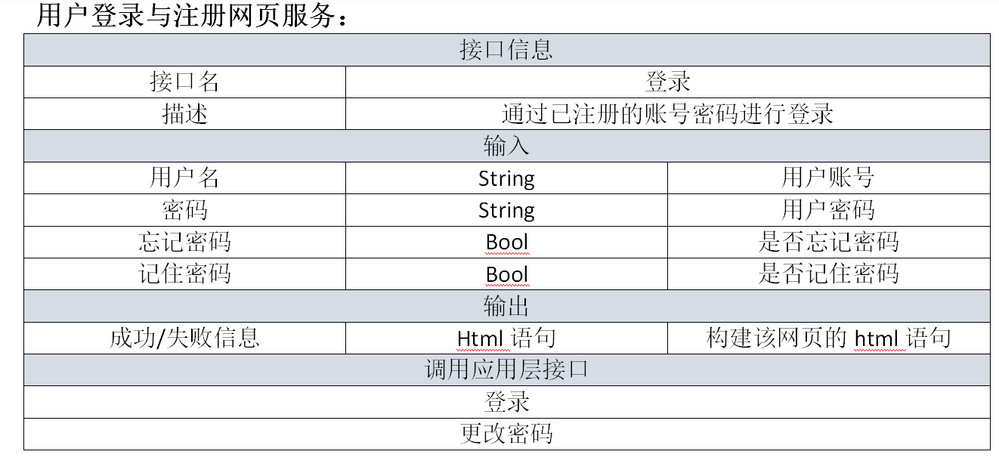 用户登录与注册网页服务：
接口信息
接口名 登录
描述 通过已注册的账号密码进行登录
输入
用户名 String 用户账号
密码 String 用户密码
忘记密码 Bool 是否忘记密码
记住密码 Bool 是否记住密码
输出
成功/失败信息 Html 语句 构建该网页的 html 语句
调用应用层接口
登录
更改密码